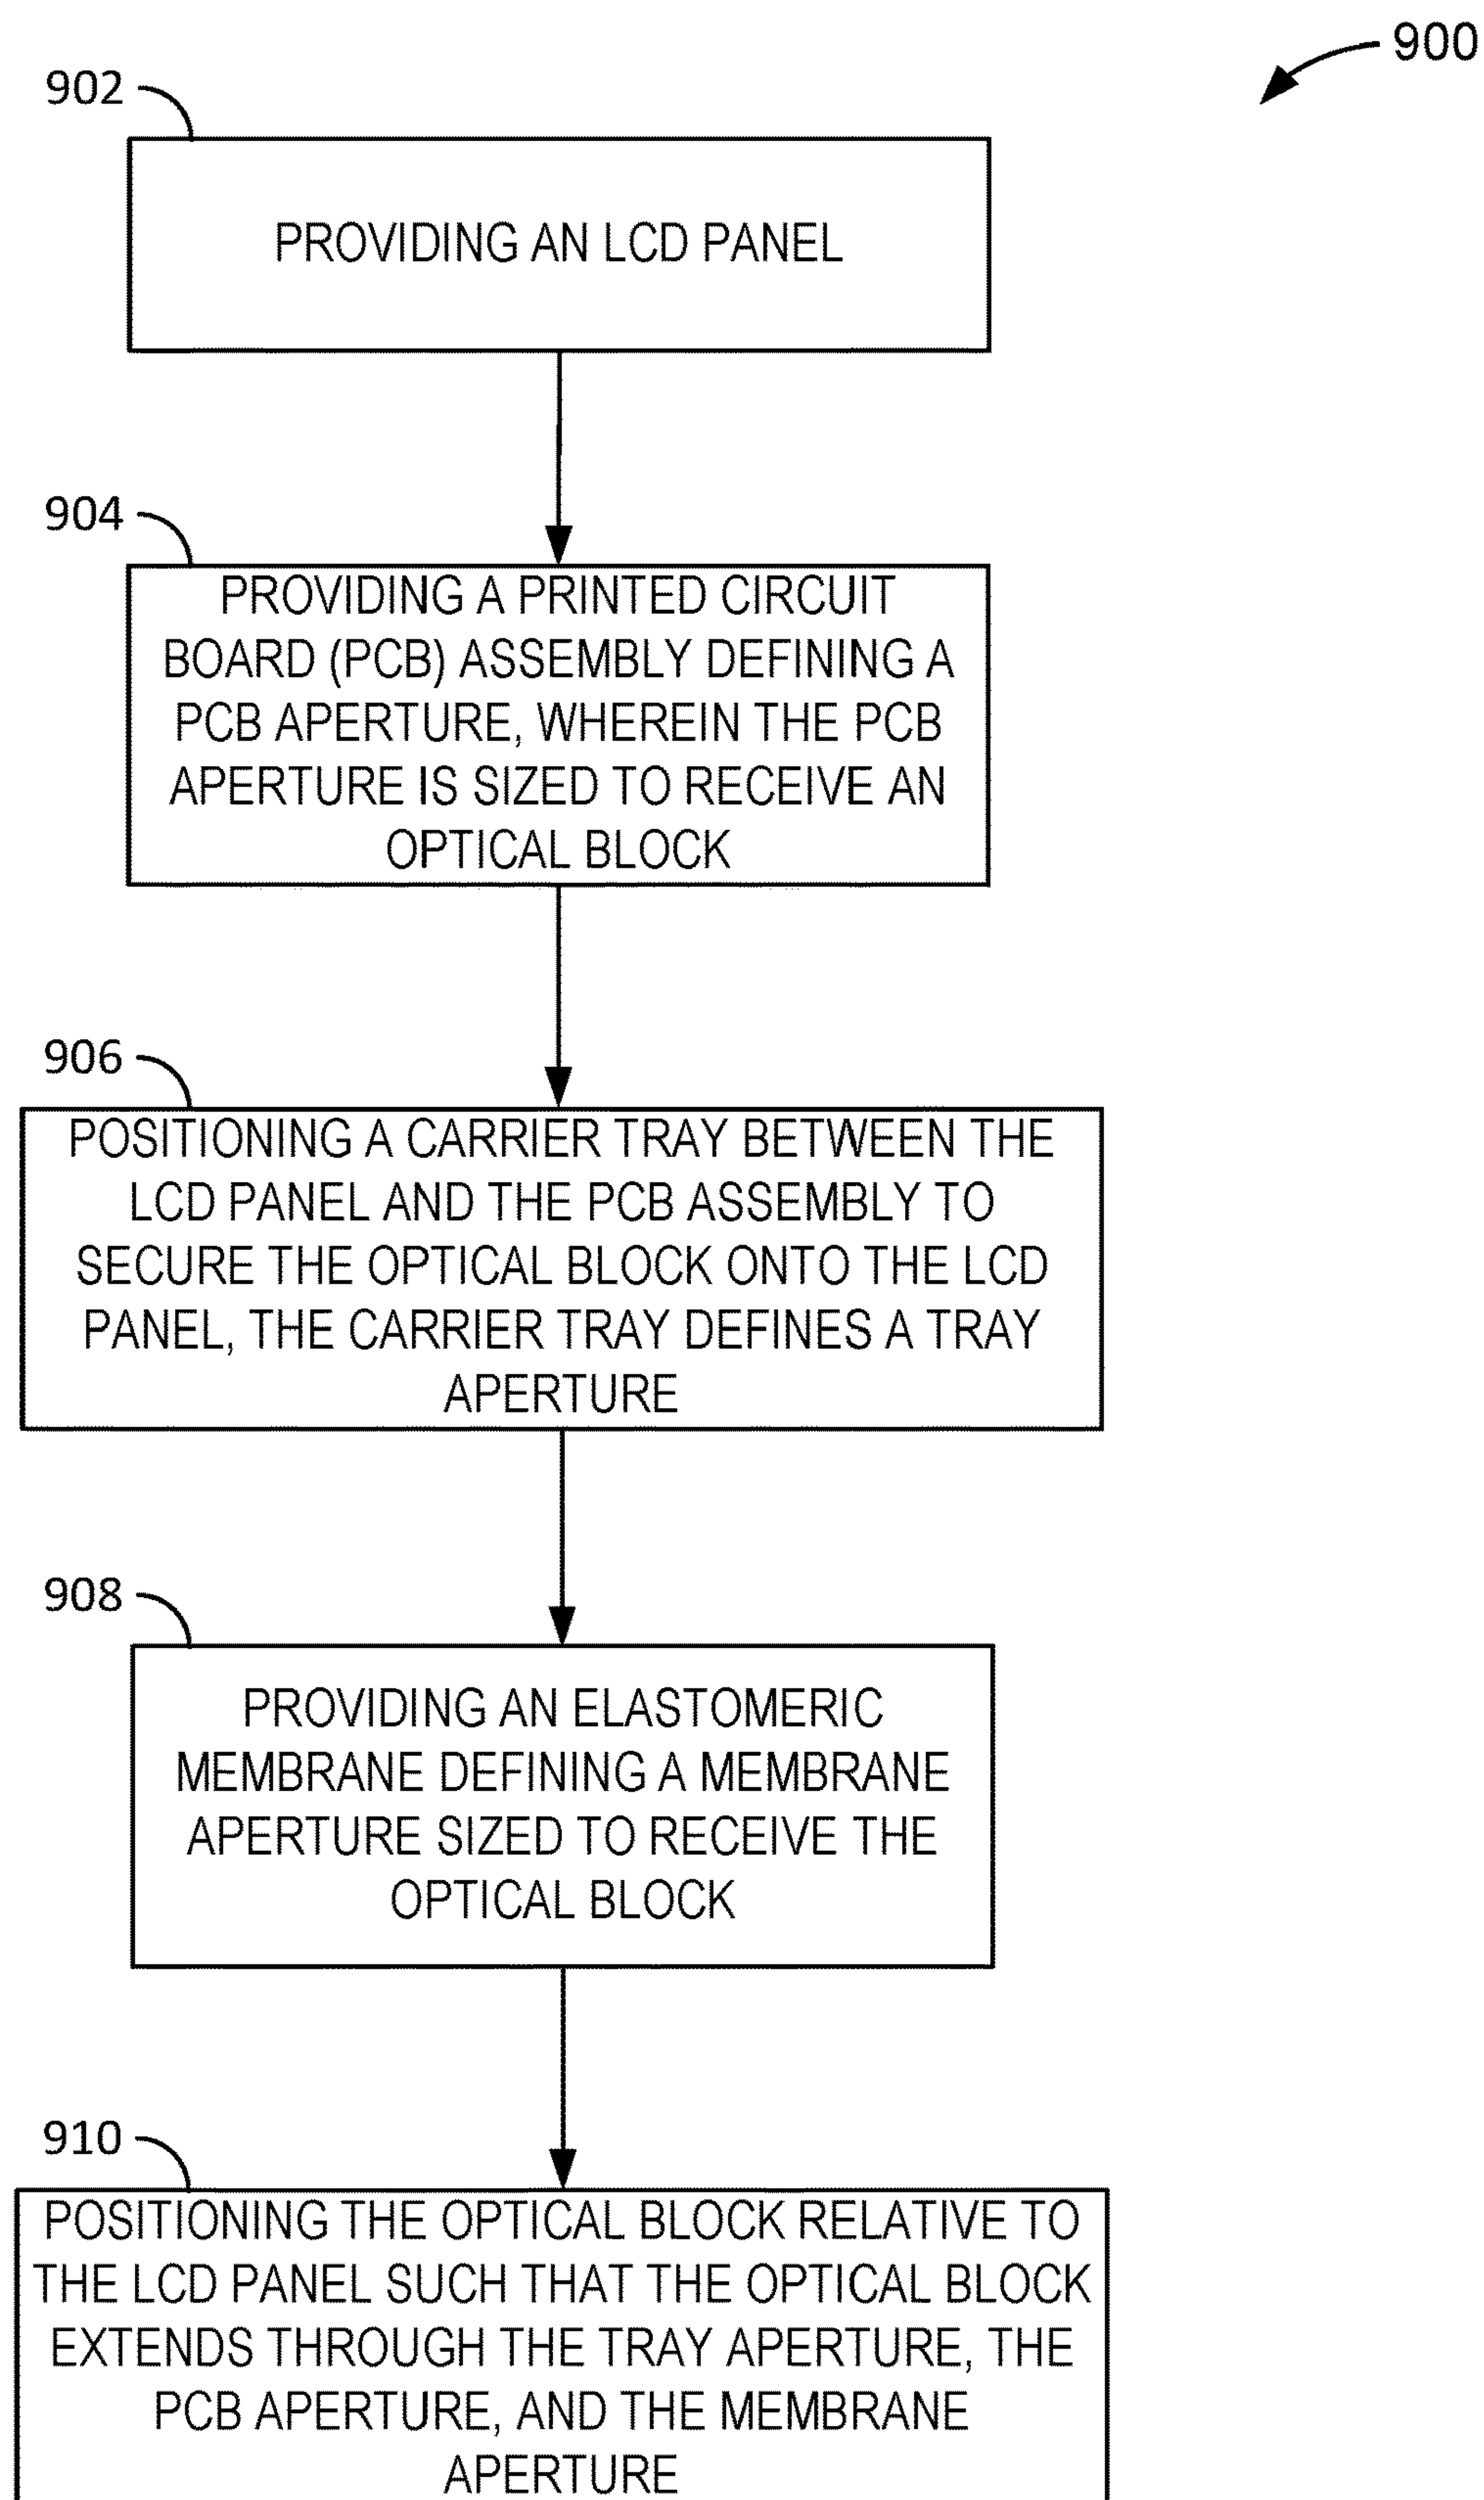 900
902
PROVIDING AN LCD PANEL
904
PROVIDING A PRINTED CIRCUIT
BOARD (PCB) ASSEMBLY DEFINING A
PCB APERTURE, WHEREIN THE PCB
APERTURE IS SIZED TO RECEIVE AN
OPTICAL BLOCK
906
POSITIONING A CARRIER TRAY BETWEEN THE
LCD PANEL AND THE PCB ASSEMBLY TO
SECURE THE OPTICAL BLOCK ONTO THE LCD
PANEL, THE CARRIER TRAY DEFINES A TRAY
APERTURE
908
PROVIDING AN ELASTOMERIC
MEMBRANE DEFINING A MEMBRANE
APERTURE SIZED TO RECEIVE THE
OPTICAL BLOCK
910
POSITIONING THE OPTICAL BLOCK RELATIVE TO
THE LCD PANEL SUCH THAT THE OPTICAL BLOCK
EXTENDS THROUGH THE TRAY APERTURE, THE
PCB APERTURE, AND THE MEMBRANE
APERTURE